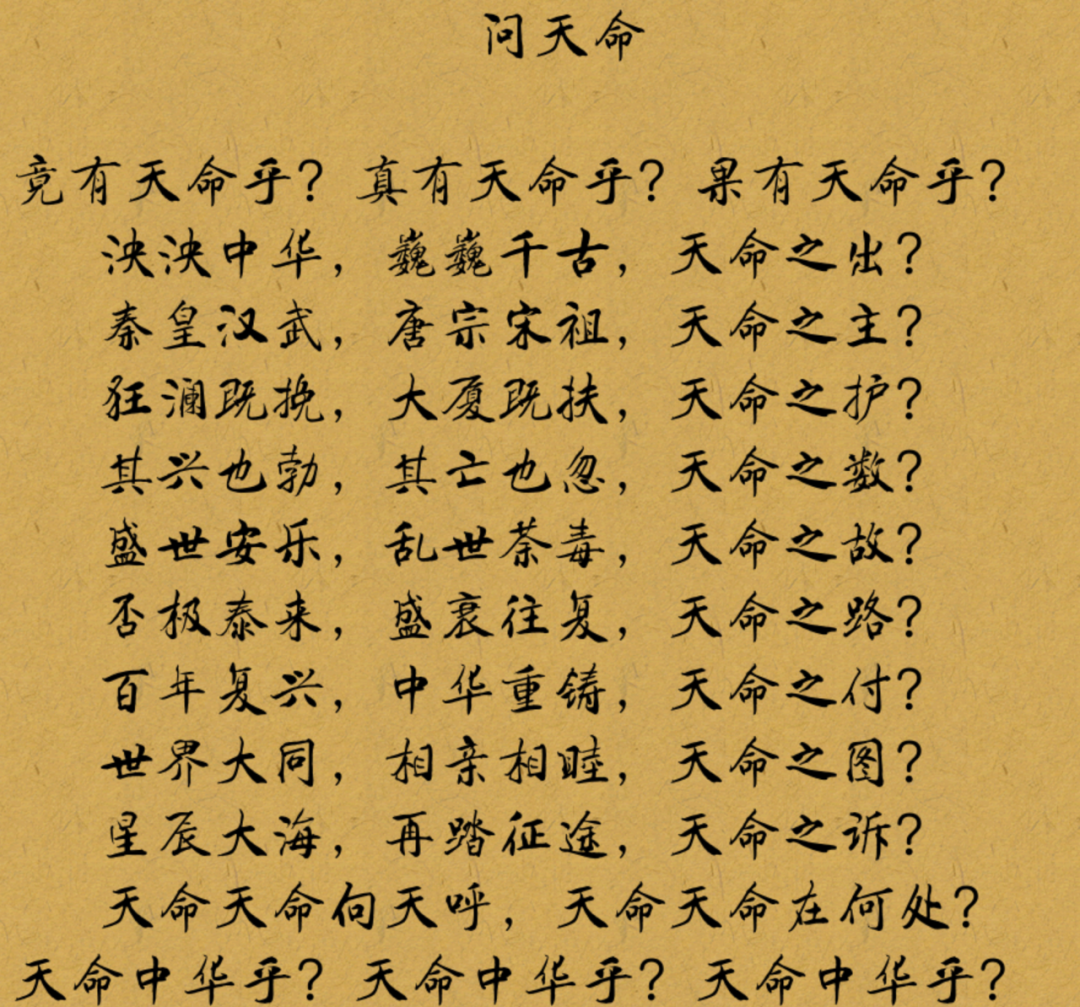 问天命
竟有天命乎？真有天命乎？果有天命乎？
泱泱中华，巍巍千古，天命之出？
秦皇汉武，唐宗宋祖，天命之主？
狂澜既挽，大厦既扶，天命之护？
其兴也勃，其亡也忽，天命之数？
盛世安乐，乱世荼毒，天命之故？
否极泰来，盛衰往复，天命之路？
百年复兴，中华重铸，天命之付？
世界大同，相亲相睦，天命之图？
星辰大海，再踏征途，天命之诉？
天命天命向天呼，天命天命在何处？
天命中华乎？天命中华乎？天命中华乎？